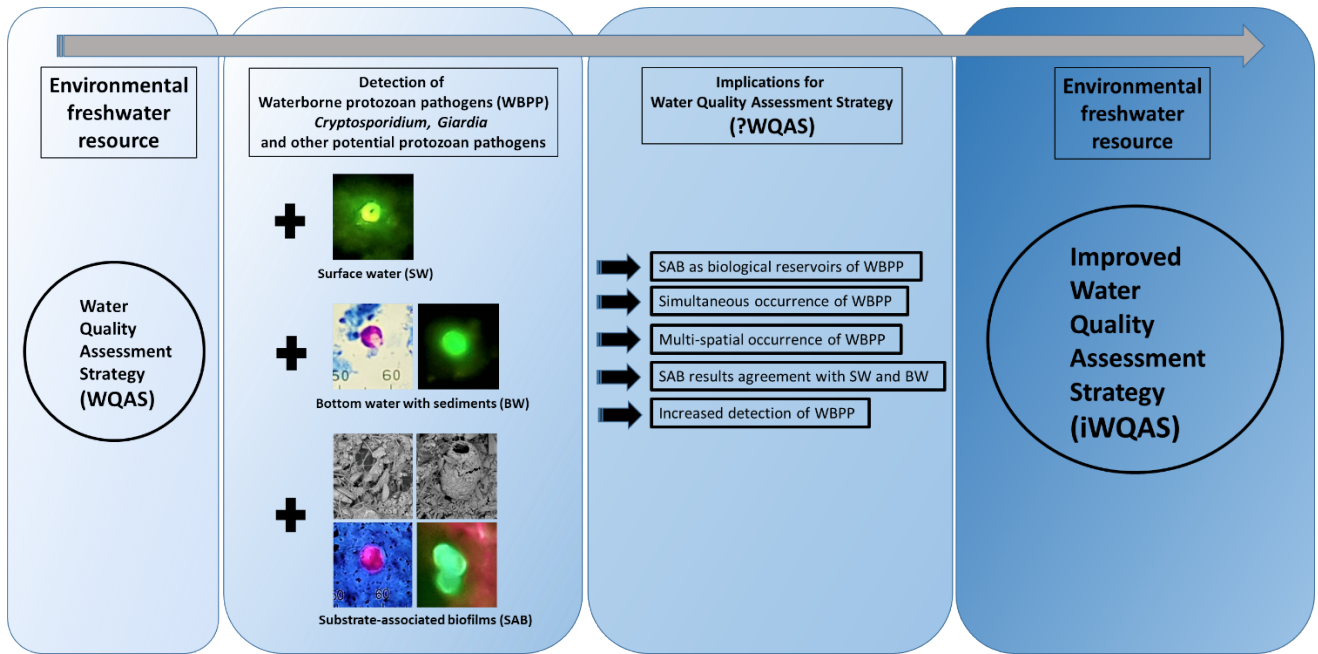 Environmental
freshwater
resource
Water
Quality
Assessment
Strategy
(WQAS)
Detection of
Waterborne protozoan pathogens (WBPP)
Cryptosporidium, Giardia
and other potential protozoan pathogens
Surface water (SW)
50 60
Bottom water with sediments (BW)
60
Substrate-associated biofilms (SAB)
Implications for
Water Quality Assessment Strategy
(?WQAS)
SAB as biological reservoirs of WBPP
Simultaneous occurrence of WBPP
Multi-spatial occurrence of WBPP
SAB results agreement with SW and BW
Increased detection of WBPP
Environmental
freshwater
resource
Improved
Water
Quality
Assessment
Strategy
(iWQAS)